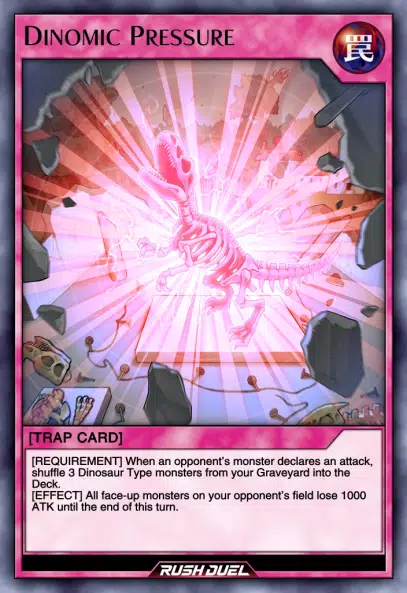 DINOMIC PRESSURE
罠
[TRAP CARD]
[REQUIREMENT] When an opponent's monster declares an attack,
shuffle 3 Dinosaur Type monsters from your Graveyard into the
Deck.
[EFFECT] All face-up monsters on your opponent's field lose 1000
ATK until the end of this turn.
RUSH DUEL